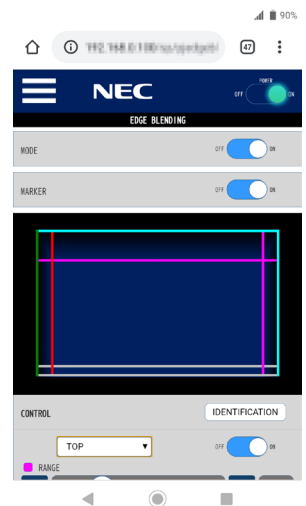 90%
47
NEC
POWER
OFF ON
EDGE BLENDING
MODE OFF ON
MARKER OFF ON
CONTROL IDENTIFICATION
TOP OFF ON
RANGE